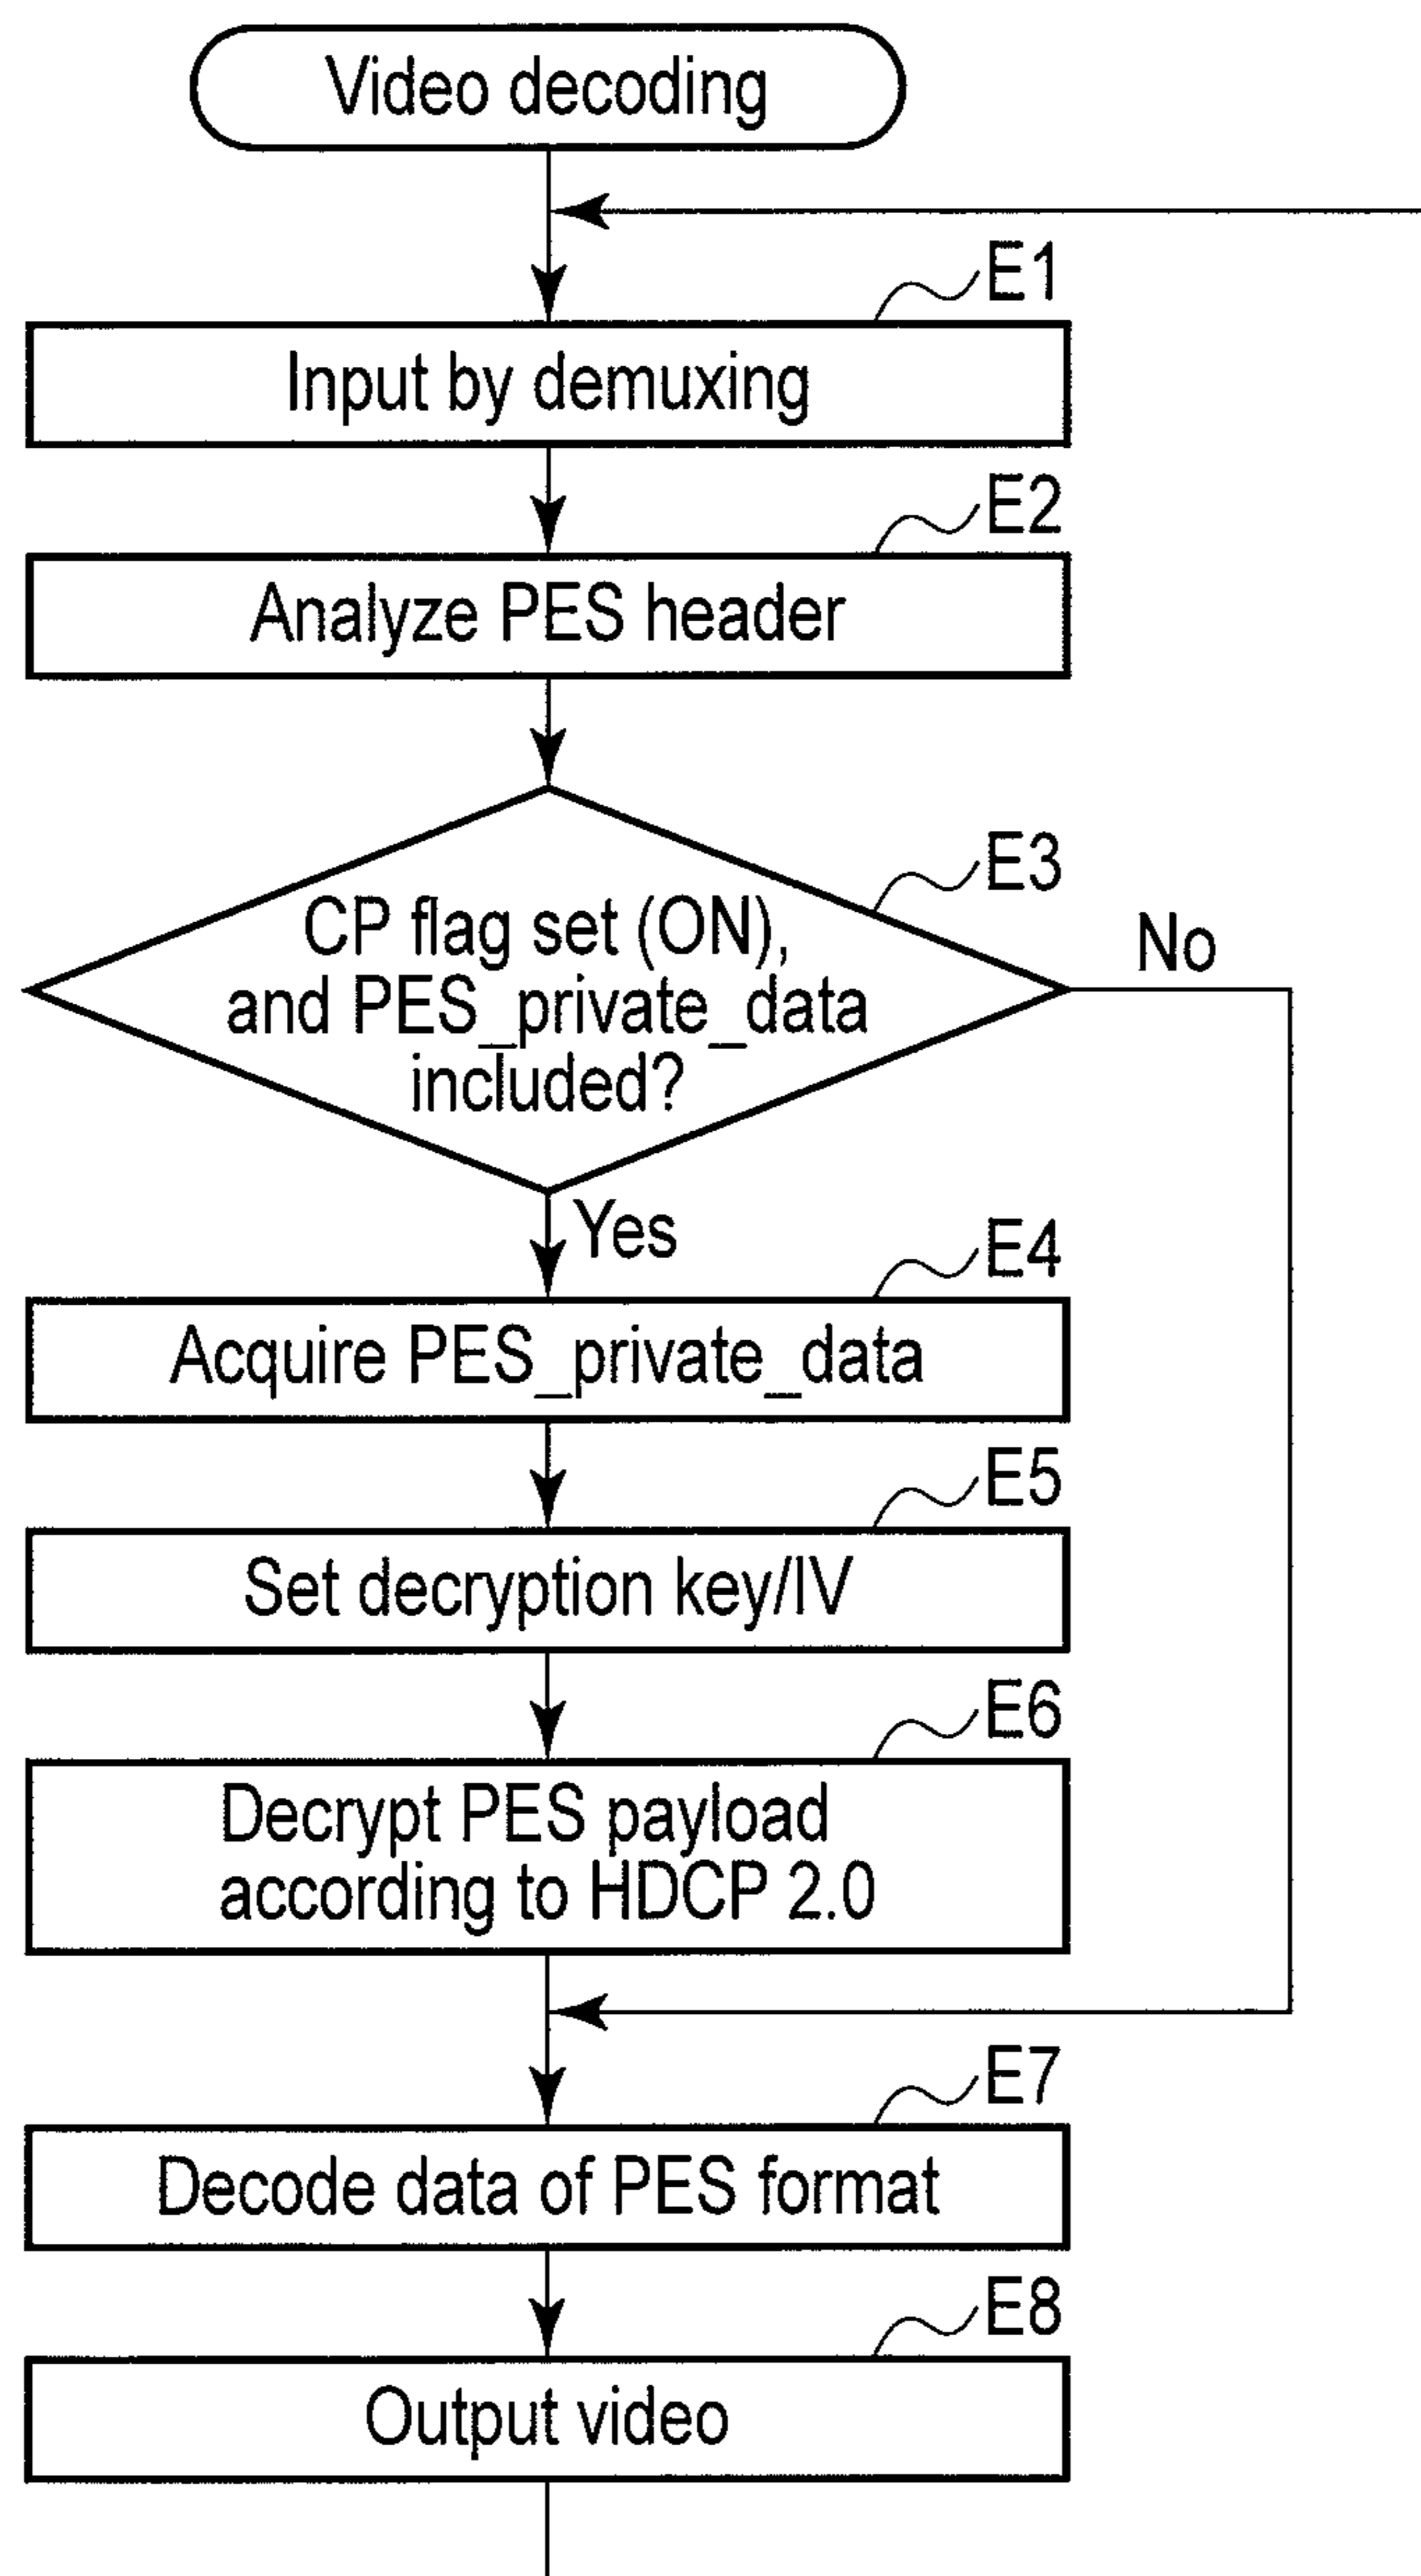 Video decoding
E1
Input by demuxing
E2
Analyze PES header
E3
CP flag set (ON),
and PES_private_data
included?
No
Yes
E4
Acquire PES_private_data
E5
Set decryption key/IV
E6
Decrypt PES payload
according to HDCP 2.0
E7
Decode data of PES format
E8
Output video